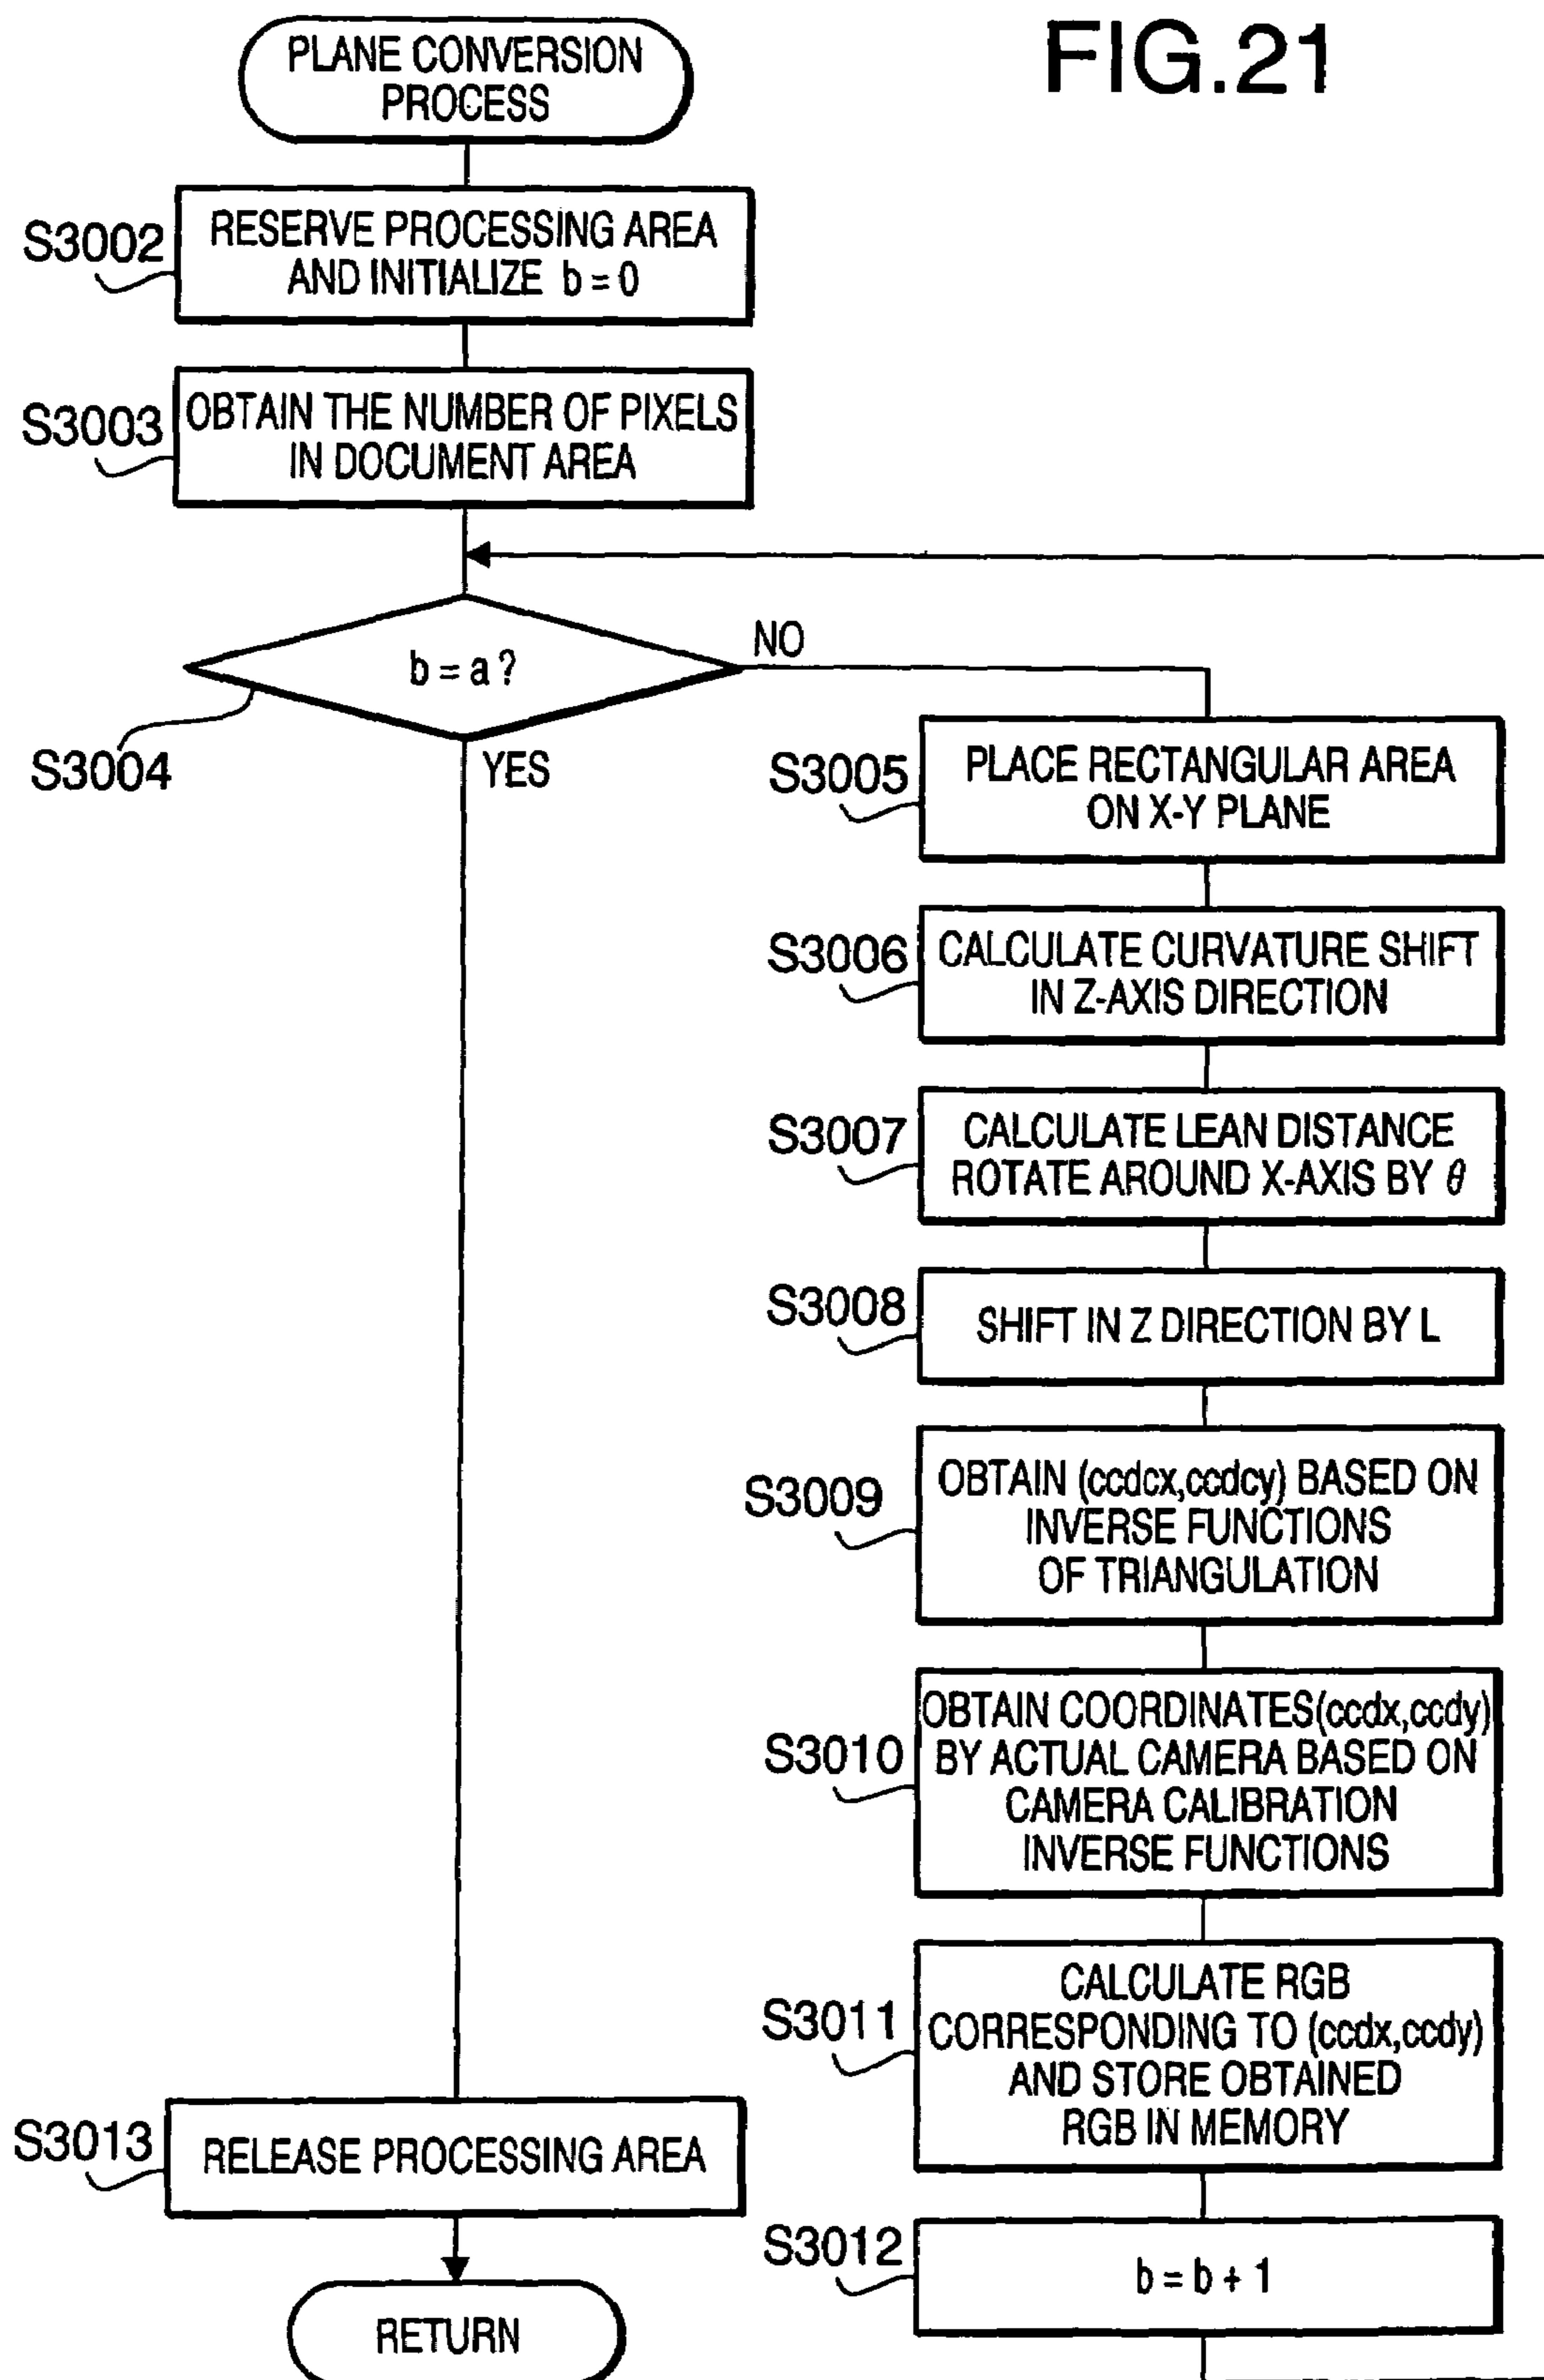 FIG.21
PLANE CONVERSION
PROCESS
S3002
RESERVE PROCESSING AREA
AND INITIALIZE b = 0
S3003
OBTAIN THE NUMBER OF PIXELS
IN DOCUMENT AREA
b = a ?
NO
S3004
YES
S3005
PLACE RECTANGULAR AREA
ON X-Y PLANE
S3006
CALCULATE CURVATURE SHIFT
IN Z-AXIS DIRECTION
S3007
CALCULATE LEAN DISTANCE
ROTATE AROUND X-AXIS BY θ
S3008
SHIFT IN Z DIRECTION BY L
S3009
OBTAIN (ccdcx,ccdcy) BASED ON
INVERSE FUNCTIONS
OF TRIANGULATION
S3010
OBTAIN COORDINATES(ccdx,ccdy)
BY ACTUAL CAMERA BASED ON
CAMERA CALIBRATION
INVERSE FUNCTIONS
S3011
CALCULATE RGB
CORRESPONDING TO (ccdx,ccdy)
AND STORE OBTAINED
RGB IN MEMORY
S3012
b = b + 1
S3013
RELEASE PROCESSING AREA
RETURN